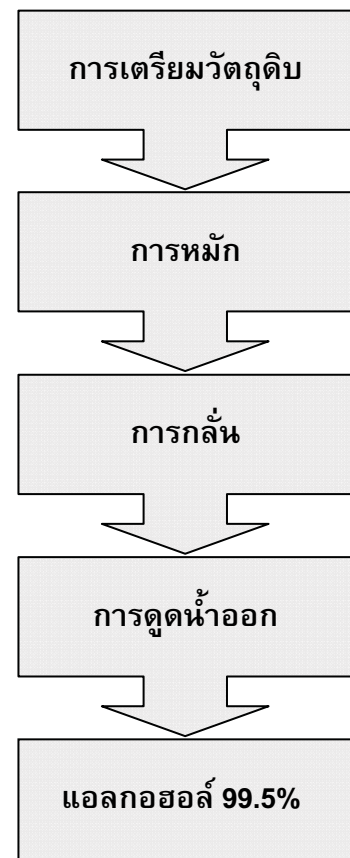 การเตรียมวัตถุดิบ
การหมัก
การกลั่น
การดูดน้ำออก
แอลกอฮอล์ 99.5%